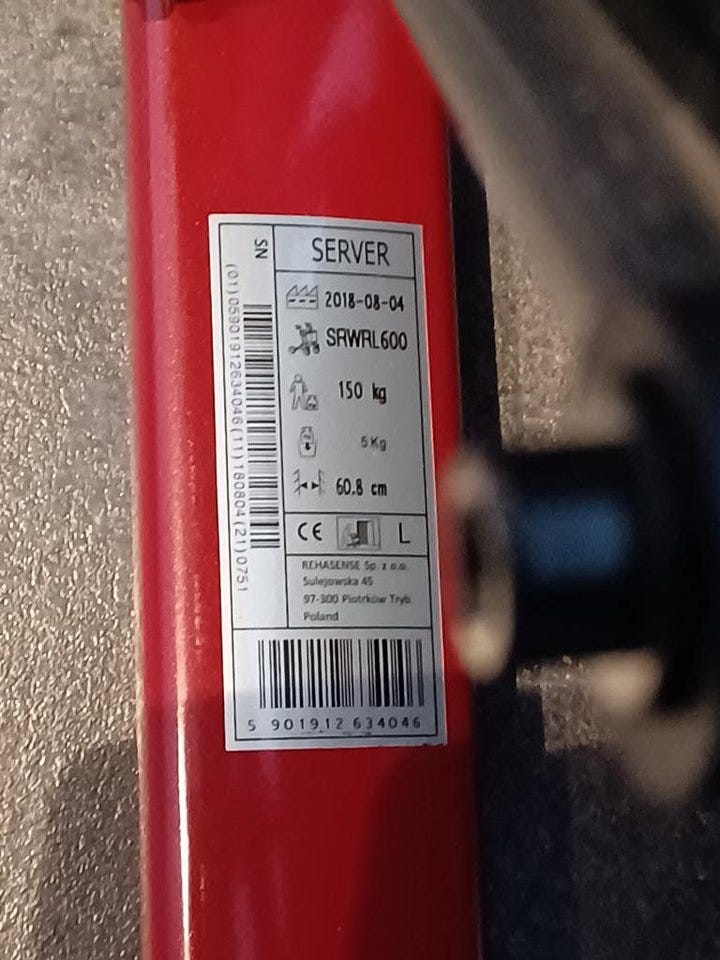 SN
(01)05901912634046(11)180804(21)0751
SERVER
2018-08-04
SRWRL600
150 kg
5 Kg
60.8 cm
CE L
REHASENSE Sp. z o.o.
Sulejowska 45
97-300 Piotrków Tryb.
Poland
5 901912 634046